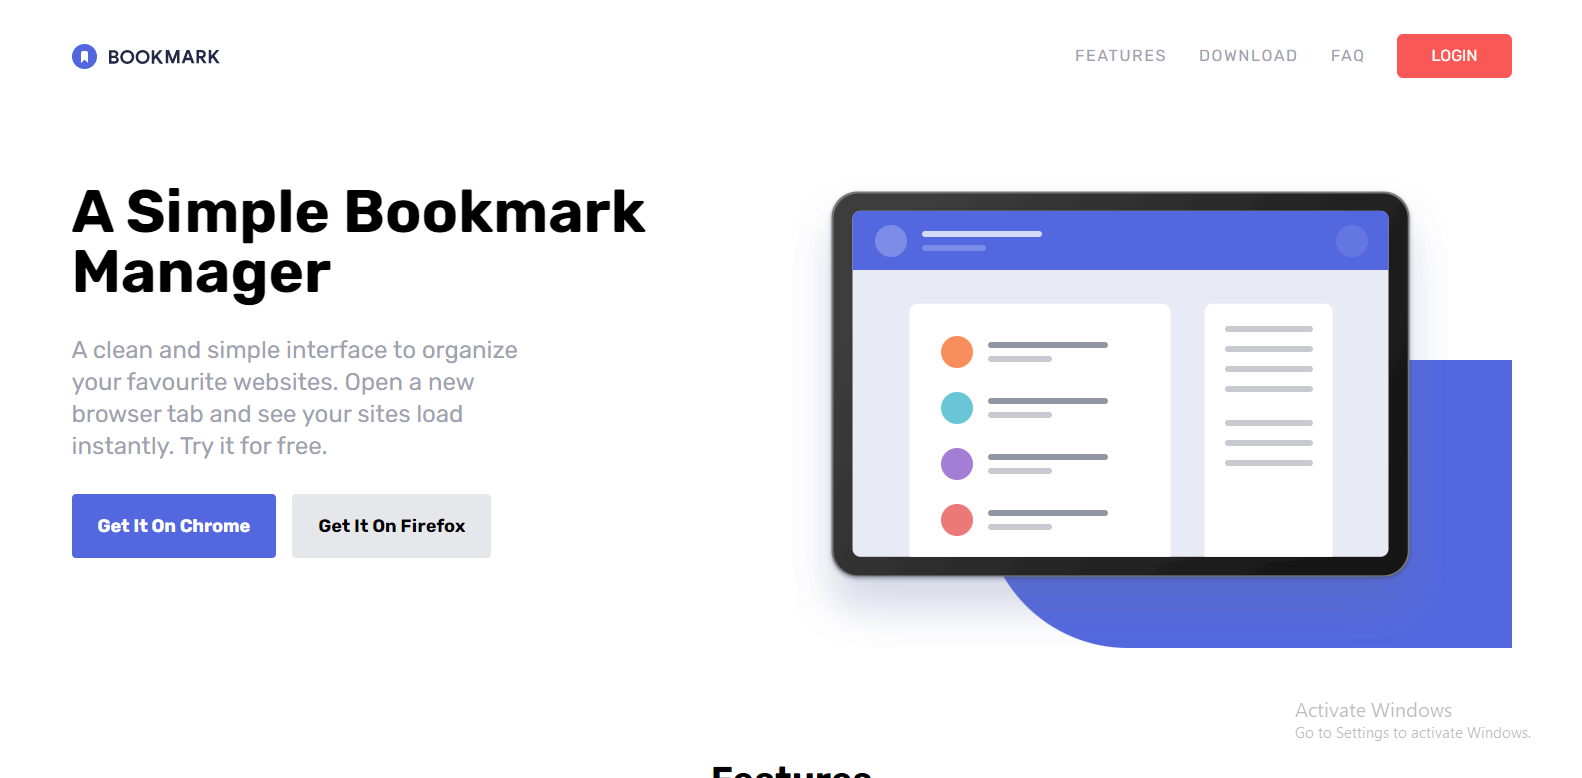 BOOKMARK
FEATURES DOWNLOAD FAQ LOGIN
A Simple Bookmark
Manager
A clean and simple interface to organize
your favourite websites. Open a new
browser tab and see your sites load
instantly. Try it for free.
Get It On Chrome Get It On Firefox
Activate Windows
Go to Settings to activate Windows.
Features